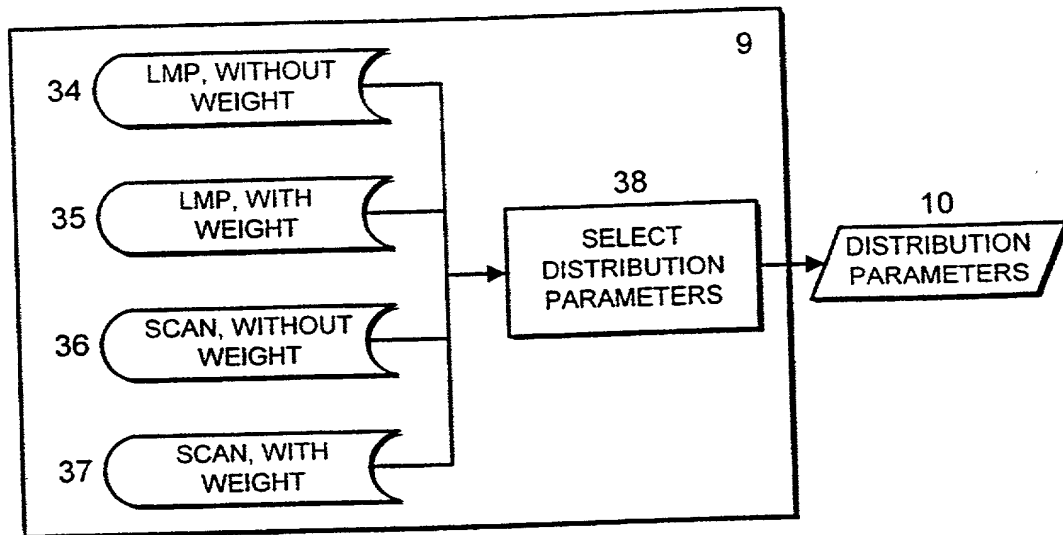 9
34
LMP, WITHOUT
WEIGHT
35
LMP, WITH
WEIGHT
36
SCAN, WITHOUT
WEIGHT
37
SCAN, WITH
WEIGHT
38
SELECT
DISTRIBUTION
PARAMETERS
10
DISTRIBUTION
PARAMETERS